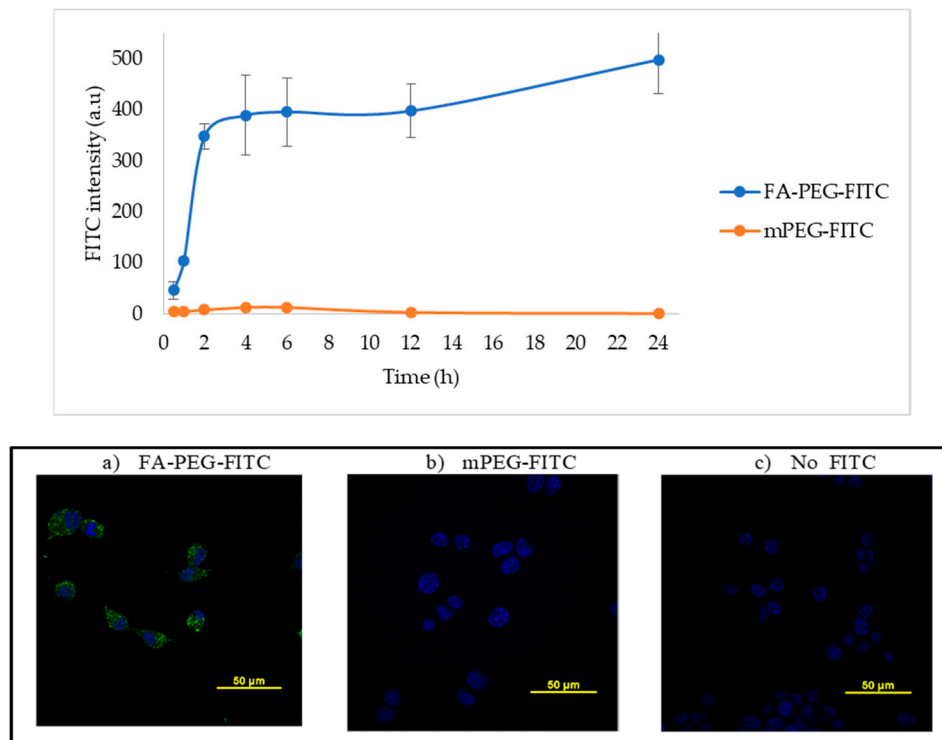 500
400
300
200
100
0
FITC intensity (a.u)
0 2 4 6 8 10 12 14 16 18 20 22 24
Time (h)
FA-PEG-FITC
mPEG-FITC
a) FA-PEG-FITC
b) mPEG-FITC
c) No FITC
50 µm
50 µm
50 µm